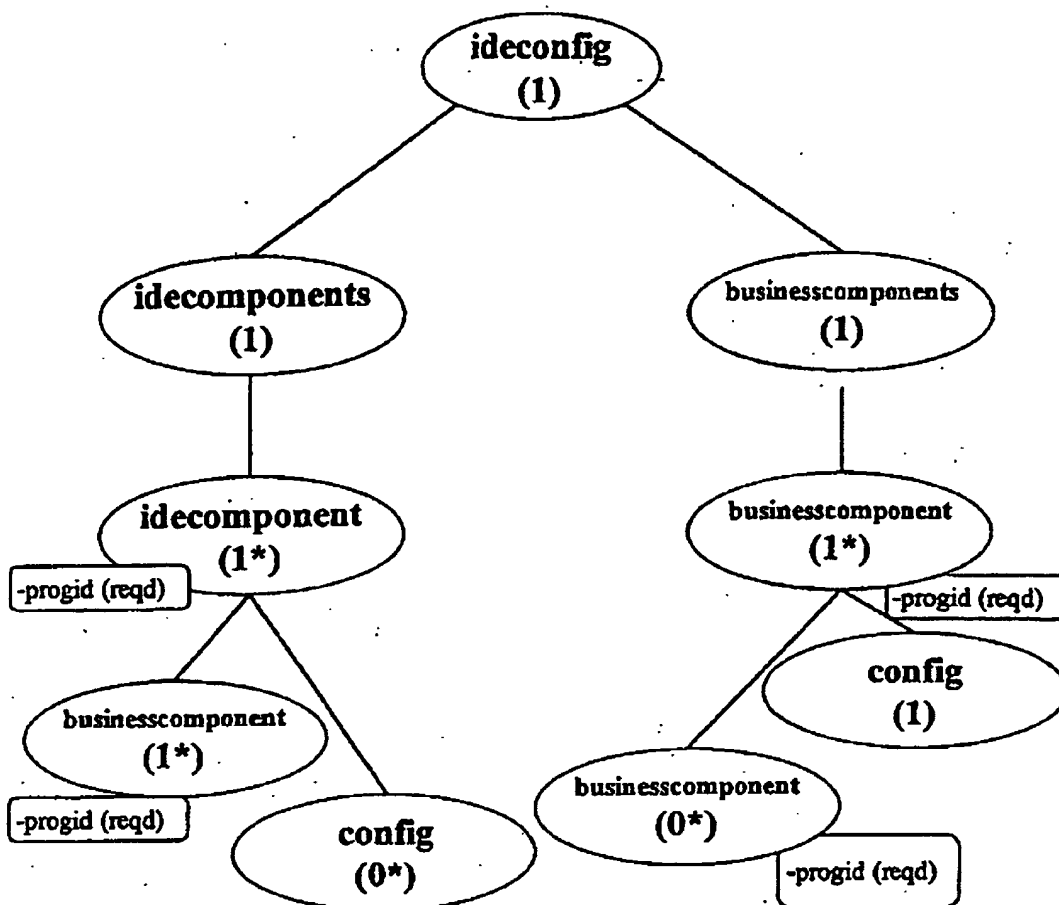 ideconfig
(1)
idecomponents
(1)
businesscomponents
(1)
idecomponent
(1*)
-progid (reqd)
businesscomponent
(1*)
-progid (reqd)
businesscomponent
(1*)
-progid (reqd)
config
(0*)
config
(1)
businesscomponent
(0*)
-progid (reqd)